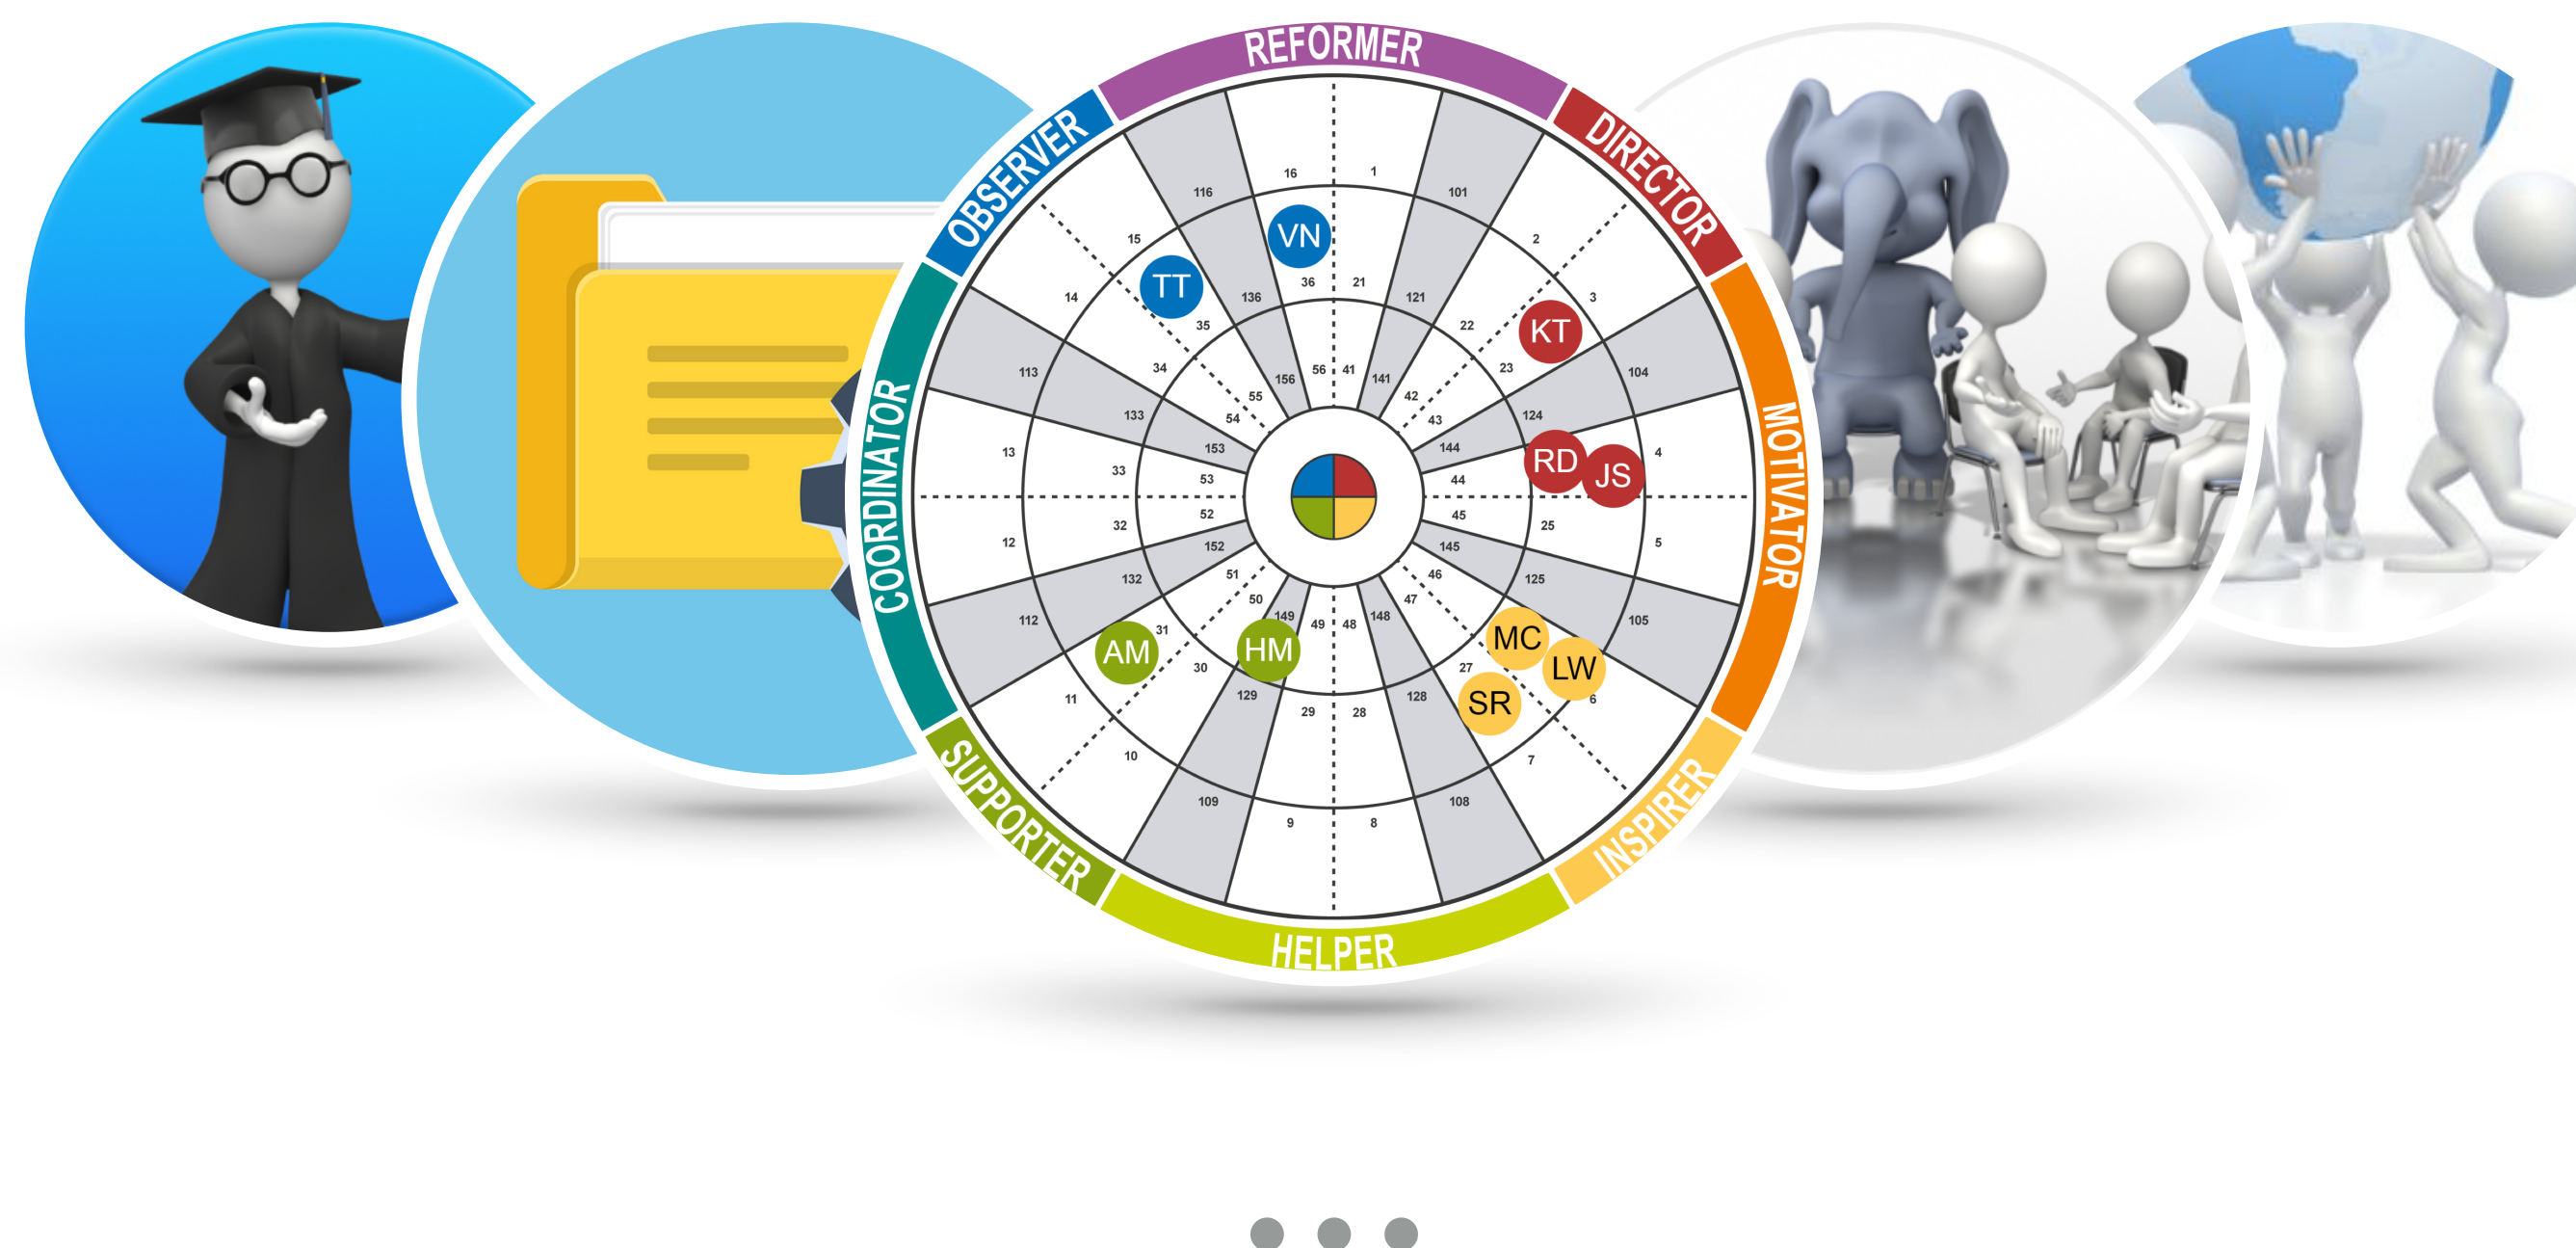 REFORMER
DIRECTOR
MOTIVATOR
INSPIRER
HELPER
SUPPORTER
COORDINATOR
OBSERVER
16 1
116 101
15 2
VN
TT
14 3
136 36 21 121
35 22
KT
113 34 23 104
156 56 41 141
55 42
133 54 43 124
13 153 144 4
33 53 44 RD JS
12 32 52 45 25 5
152 145
132 51 46 125
50 47
112 149 49 48 148 105
31 MC
AM HM
30 27 LW
11 129 128 6
SR
29 28
10 7
109 108
9 8